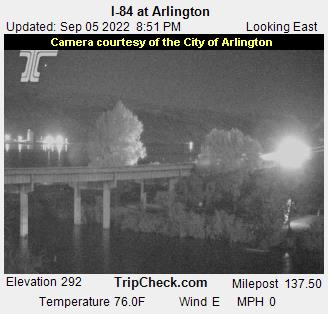 I-84 at Arlington
Updated: Sep 05 2022 8:51 PM Looking East
Camera courtesy of the City of Arlington
Elevation 292 TripCheck.com Milepost 137.50
Temperature 76.0F Wind E MPH 0